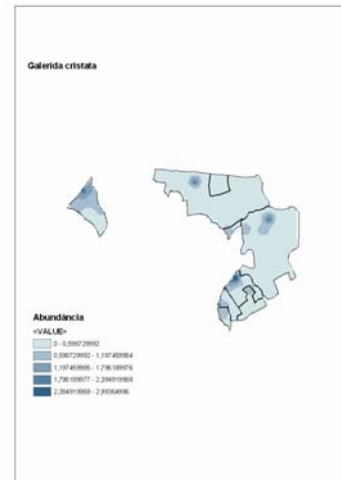 Galerida cristata
Abundância
<VALUE>
0 - 0,598729992
0,598729992 - 1,197459984
1,197459985 - 1,796189976
1,796189977 - 2,394919968
2,394919969 - 2,99364996